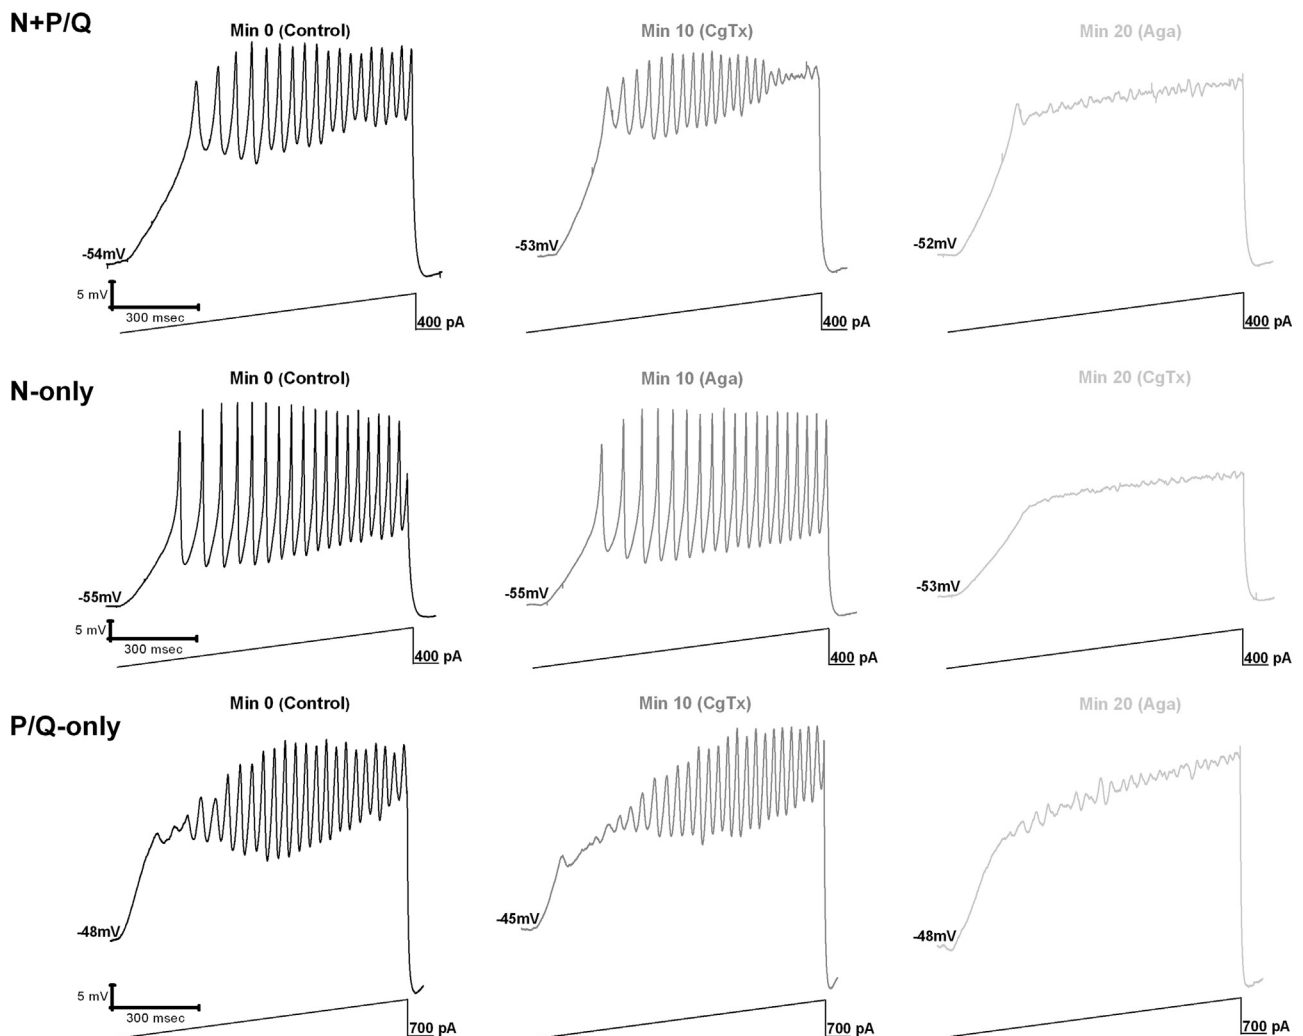 N+P/Q
Min 0 (Control)
Min 10 (CgTx)
Min 20 (Aga)
-54mV
-53mV
-52mV
5 mV
300 msec
400 pA
400 pA
400 pA
N-only
Min 0 (Control)
Min 10 (Aga)
Min 20 (CgTx)
-55mV
-55mV
-53mV
5 mV
300 msec
400 pA
400 pA
400 pA
P/Q-only
Min 0 (Control)
Min 10 (CgTx)
Min 20 (Aga)
-48mV
-45mV
-48mV
5 mV
300 msec
700 pA
700 pA
700 pA